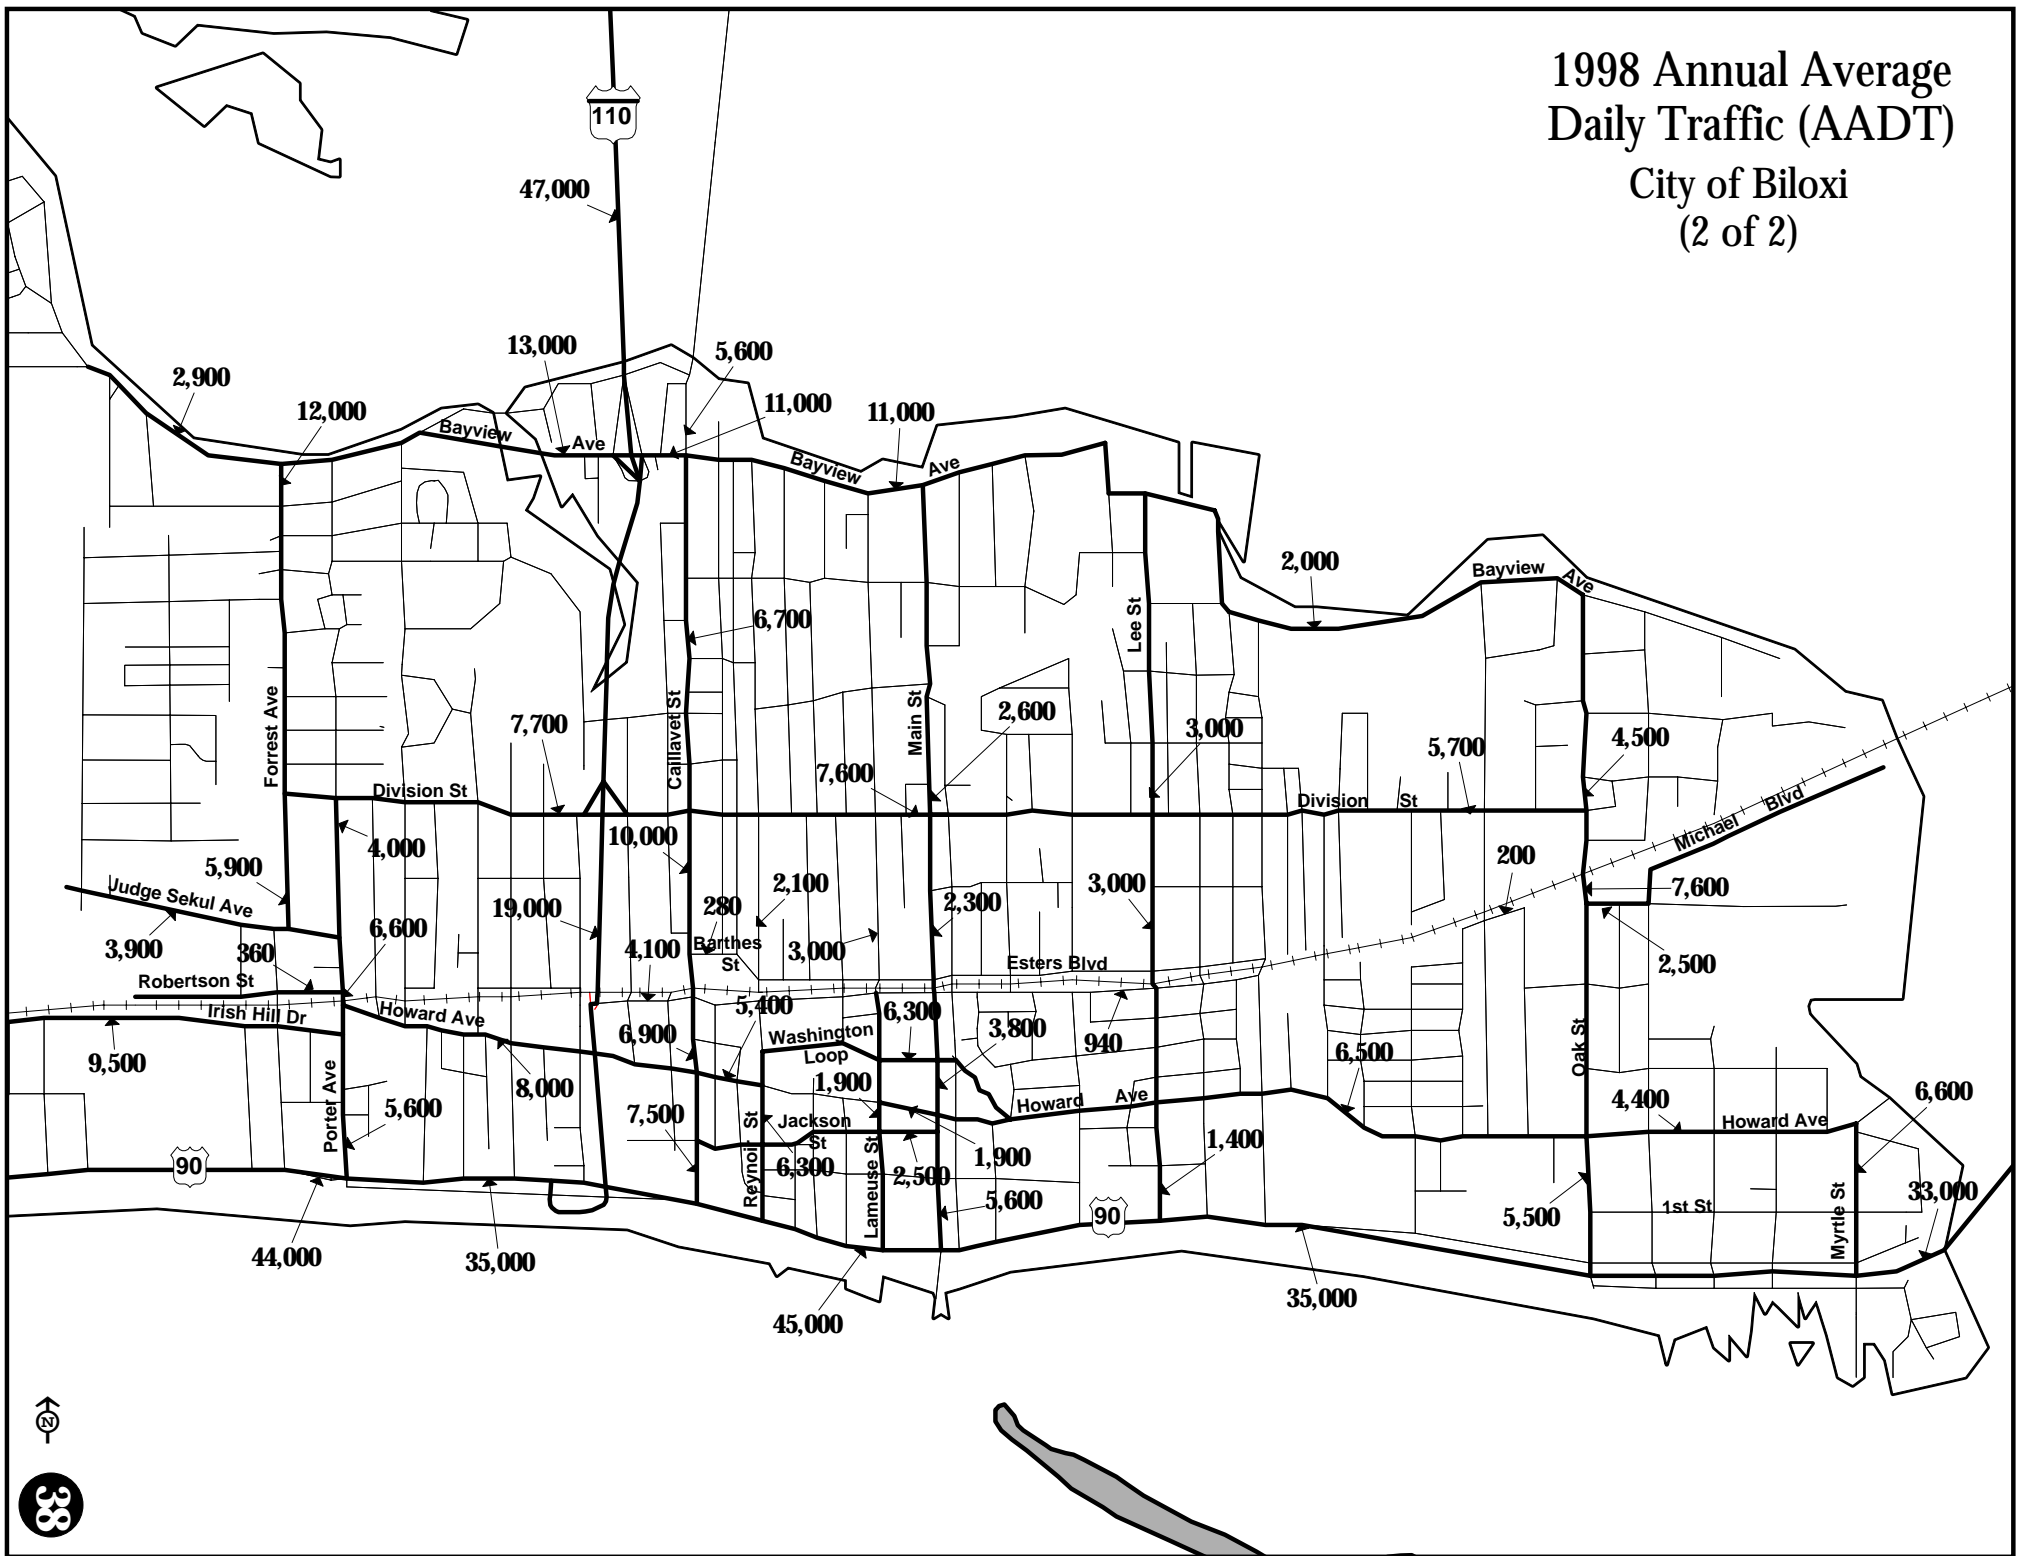 1998 Annual Average
Daily Traffic (AADT)
City of Biloxi
(2 of 2)
110
47,000
13,000
5,600
2,900
12,000
11,000
11,000
Bayview
Ave
Bayview
Ave
2,000
Bayview
Ave
6,700
Lee St
Forrest Ave
Caillavet St
Main St
7,700
2,600
3,000
5,700
4,500
7,600
Division St
Division
St
Michael
Blvd
10,000
4,000
5,900
200
7,600
2,100
3,000
280
2,300
Judge Sekul Ave
19,000
6,600
3,900
360
4,100
Barthes
St
3,000
Esters Blvd
2,500
Robertson St
Irish Hill Dr
Howard Ave
5,400
6,300
6,900
Washington
Loop
3,800
940
6,500
Oak St
9,500
8,000
1,900
Porter Ave
5,600
7,500
Reynoir St
Jackson
St
Howard
Ave
4,400
Howard Ave
6,600
90
6,300
Lameuse St
2,500
1,900
1,400
5,600
90
5,500
1st St
Myrtle St
33,000
44,000
35,000
45,000
35,000
N
38